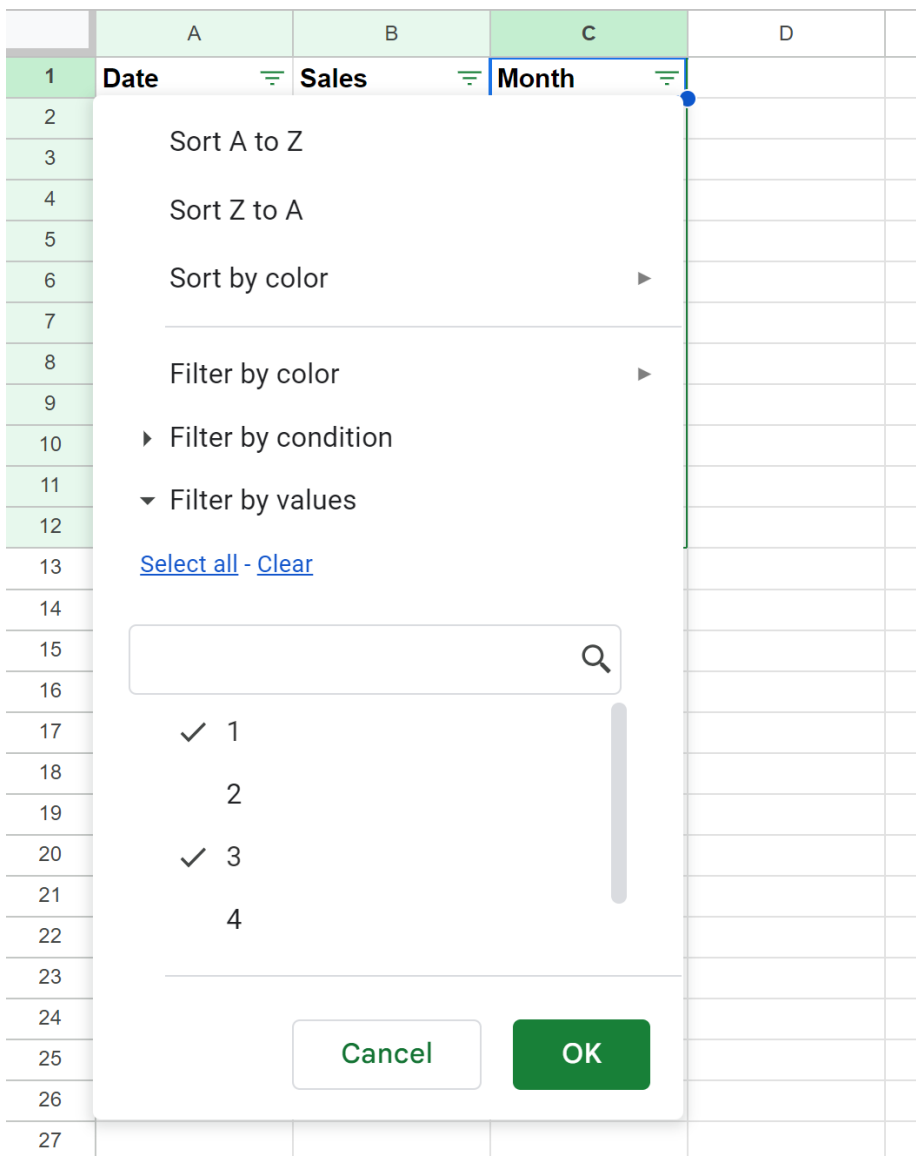 A B C D
1 Date Sales Month
2
3 Sort A to Z
4
5 Sort Z to A
6 Sort by color
7
8 Filter by color
9
10 Filter by condition
11
12 Filter by values
13 Select all - Clear
14
15
16
17 1
18 2
19
20 3
21
22 4
23
24
25 Cancel OK
26
27